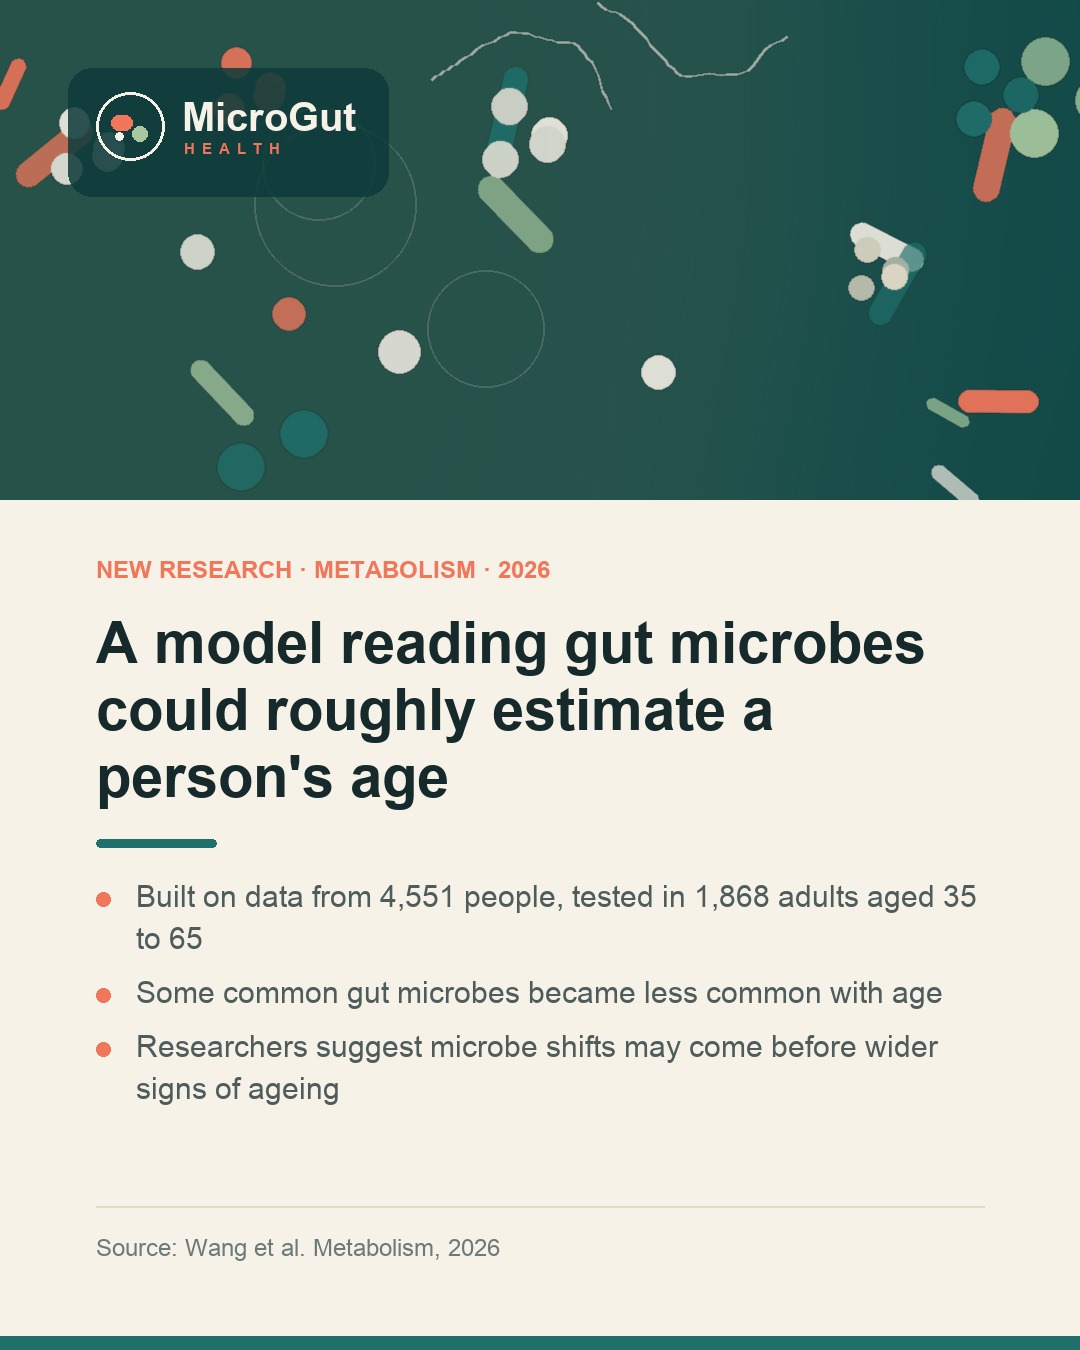 MicroGut
HEALTH
NEW RESEARCH · METABOLISM · 2026
A model reading gut microbes
could roughly estimate a
person's age
Built on data from 4,551 people, tested in 1,868 adults aged 35
to 65
Some common gut microbes became less common with age
Researchers suggest microbe shifts may come before wider
signs of ageing
Source: Wang et al. Metabolism, 2026